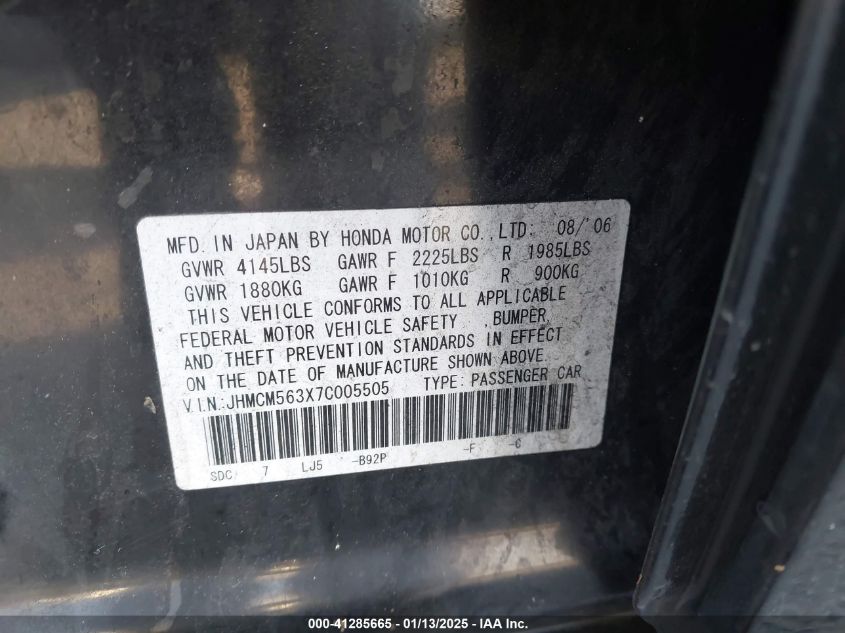 MFD. IN JAPAN BY HONDA MOTOR CO.,LTD: 08/'06
GVWR 4145LBS GAWR F 2225LBS R 1985LBS
GVWR 1880KG GAWR F 1010KG R 900KG
THIS VEHICLE CONFORMS TO ALL APPLICABLE
FEDERAL MOTOR VEHICLE SAFETY ,BUMPER,
AND THEFT PREVENTION STANDARDS IN EFFECT
ON THE DATE OF MANUFACTURE SHOWN ABOVE.
V.I.N.:JHMCM563X7C005505 TYPE: PASSENGER CAR
SDC 7 LJ5 -B92P -F -C
000-41285665 - 01/13/2025 - IAA Inc.